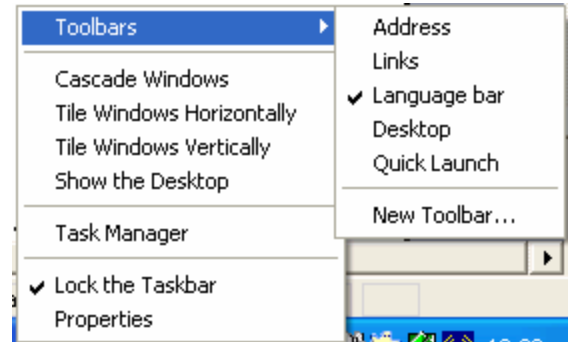 Toolbars
Cascade Windows
Tile Windows Horizontally
Tile Windows Vertically
Show the Desktop
Task Manager
Lock the Taskbar
Properties
Address
Links
Language bar
Desktop
Quick Launch
New Toolbar...